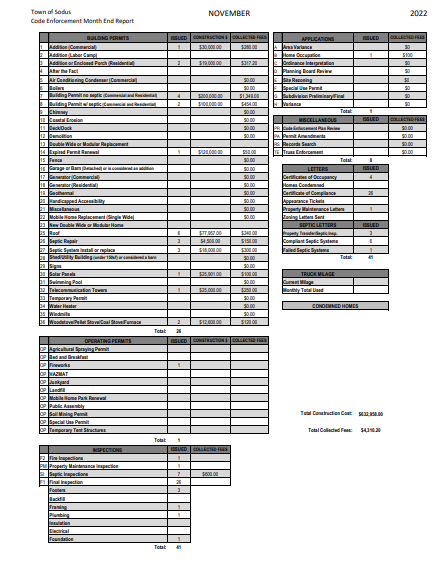 Town of Sodus
Code Enforcement Month End Report
NOVEMBER
2022
BUILDING PERMITS ISSUED CONSTRUCTION $ COLLECTED FEES
1 Addition (Commercial) 1 $30,000.00 $280.00
2 Addition (Labor Camp)
3 Addition or Enclosed Porch (Residential) 2 $19,000.00 $317.20
4 After the Fact
5 Air Conditioning Condenser (Commercial) $0.00
6 Boilers $0.00
7 Building Permit no septic (Commercial and Residential) 4
8 Building Permit w/ septic (Commercial and Residential) 2 $100,000.00 $454.00
9 Chimney $0.00
10 Coastal Erosion $0.00
11 Deck/Dock $0.00
12 Demolition $0.00
13 Double Wide or Modular Replacement $0.00
14 Expired Permit Renewal 1 $120,000.00 $50.00
15 Fence $0.00
16 Garage or Barn (Detached) or is considered an addition $0.00
17 Generator (Commercial) $0.00
18 Generator (Residential) $0.00
19 Geothermal $0.00
20 Handicapped Accessibility $0.00
21 Miscellaneous $0.00
22 Mobile Home Replacement (Single Wide) $0.00
23 New Double Wide or Modular Home
25 Roof 6 $77,957.00 $340.00
26 Septic Repair 3 $4,500.00 $150.00
27 Septic System Install or replace 3 $18,000.00 $300.00
28 Shed/Utility Building (under 150sf) or considered a barn $0.00
29 Signs $0.00
30 Solar Panels 1 $25,901.00 $100.00
31 Swimming Pool $0.00
32 Telecommunication Towers 1 $25,000.00 $250.00
33 Temporary Permit $0.00
34 Water Heater $0.00
35 Windmills $0.00
36 Woodstove/Pellet Stove/Coal Stove/Furnace 2 $12,600.00 $120.00
Total: 26
OPERATING PERMITS ISSUED CONSTRUCTION $ COLLECTED FEES
OP Agricultural Spraying Permit
OP Bed and Breakfast
OP Fireworks 1
OP HAZMAT
OP Junkyard
OP Landfill
OP Mobile Home Park Renewal
OP Public Assembly
OP Soil Mining Permit
OP Special Use Permit
OP Temporary Tent Structures
Total: 1
INSPECTIONS ISSUED COLLECTED FEES
F2 Fire Inspections 1
PM Property Maintenance Inspection 1
SI Septic Inspections 7 $600.00
F1 Final Inspection 26
Footers 3
Backfill
Framing 1
Plumbing 1
Insulation
Electrical
Foundation 1
Total: 41
APPLICATIONS ISSUED COLLECTED FEES
A Area Variance $0
B Home Occupation 1 $100
C Ordinance Interpretation $0
D Planning Board Review $0
E Site Rezoning $0
F Special Use Permit $0
G Subdivision Preliminary/Final $0
H Variance $0
Total: 1
MISCELLANEOUS ISSUED COLLECTED FEES
PR Code Enforcement Plan Review $0.00
PA Permit Amendments $0.00
RS Records Search $0.00
TE Truss Enforcement $0.00
Total: 0
LETTERS ISSUED
Certificates of Occupancy 4
Homes Condemned
Certificate of Compliance 26
Appearance Tickets
Property Maintenance Letters 1
Zoning Letters Sent
SEPTIC LETTERS ISSUED
Property Transfer/Septic Insp. 3
Compliant Septic Systems 6
Failed Septic Systems 1
Total: 41
TRUCK MILAGE
Current Milage
Monthly Total Used
CONDEMNED HOMES
Total Construction Cost: $632,958.00
Total Collected Fees: $4,310.20